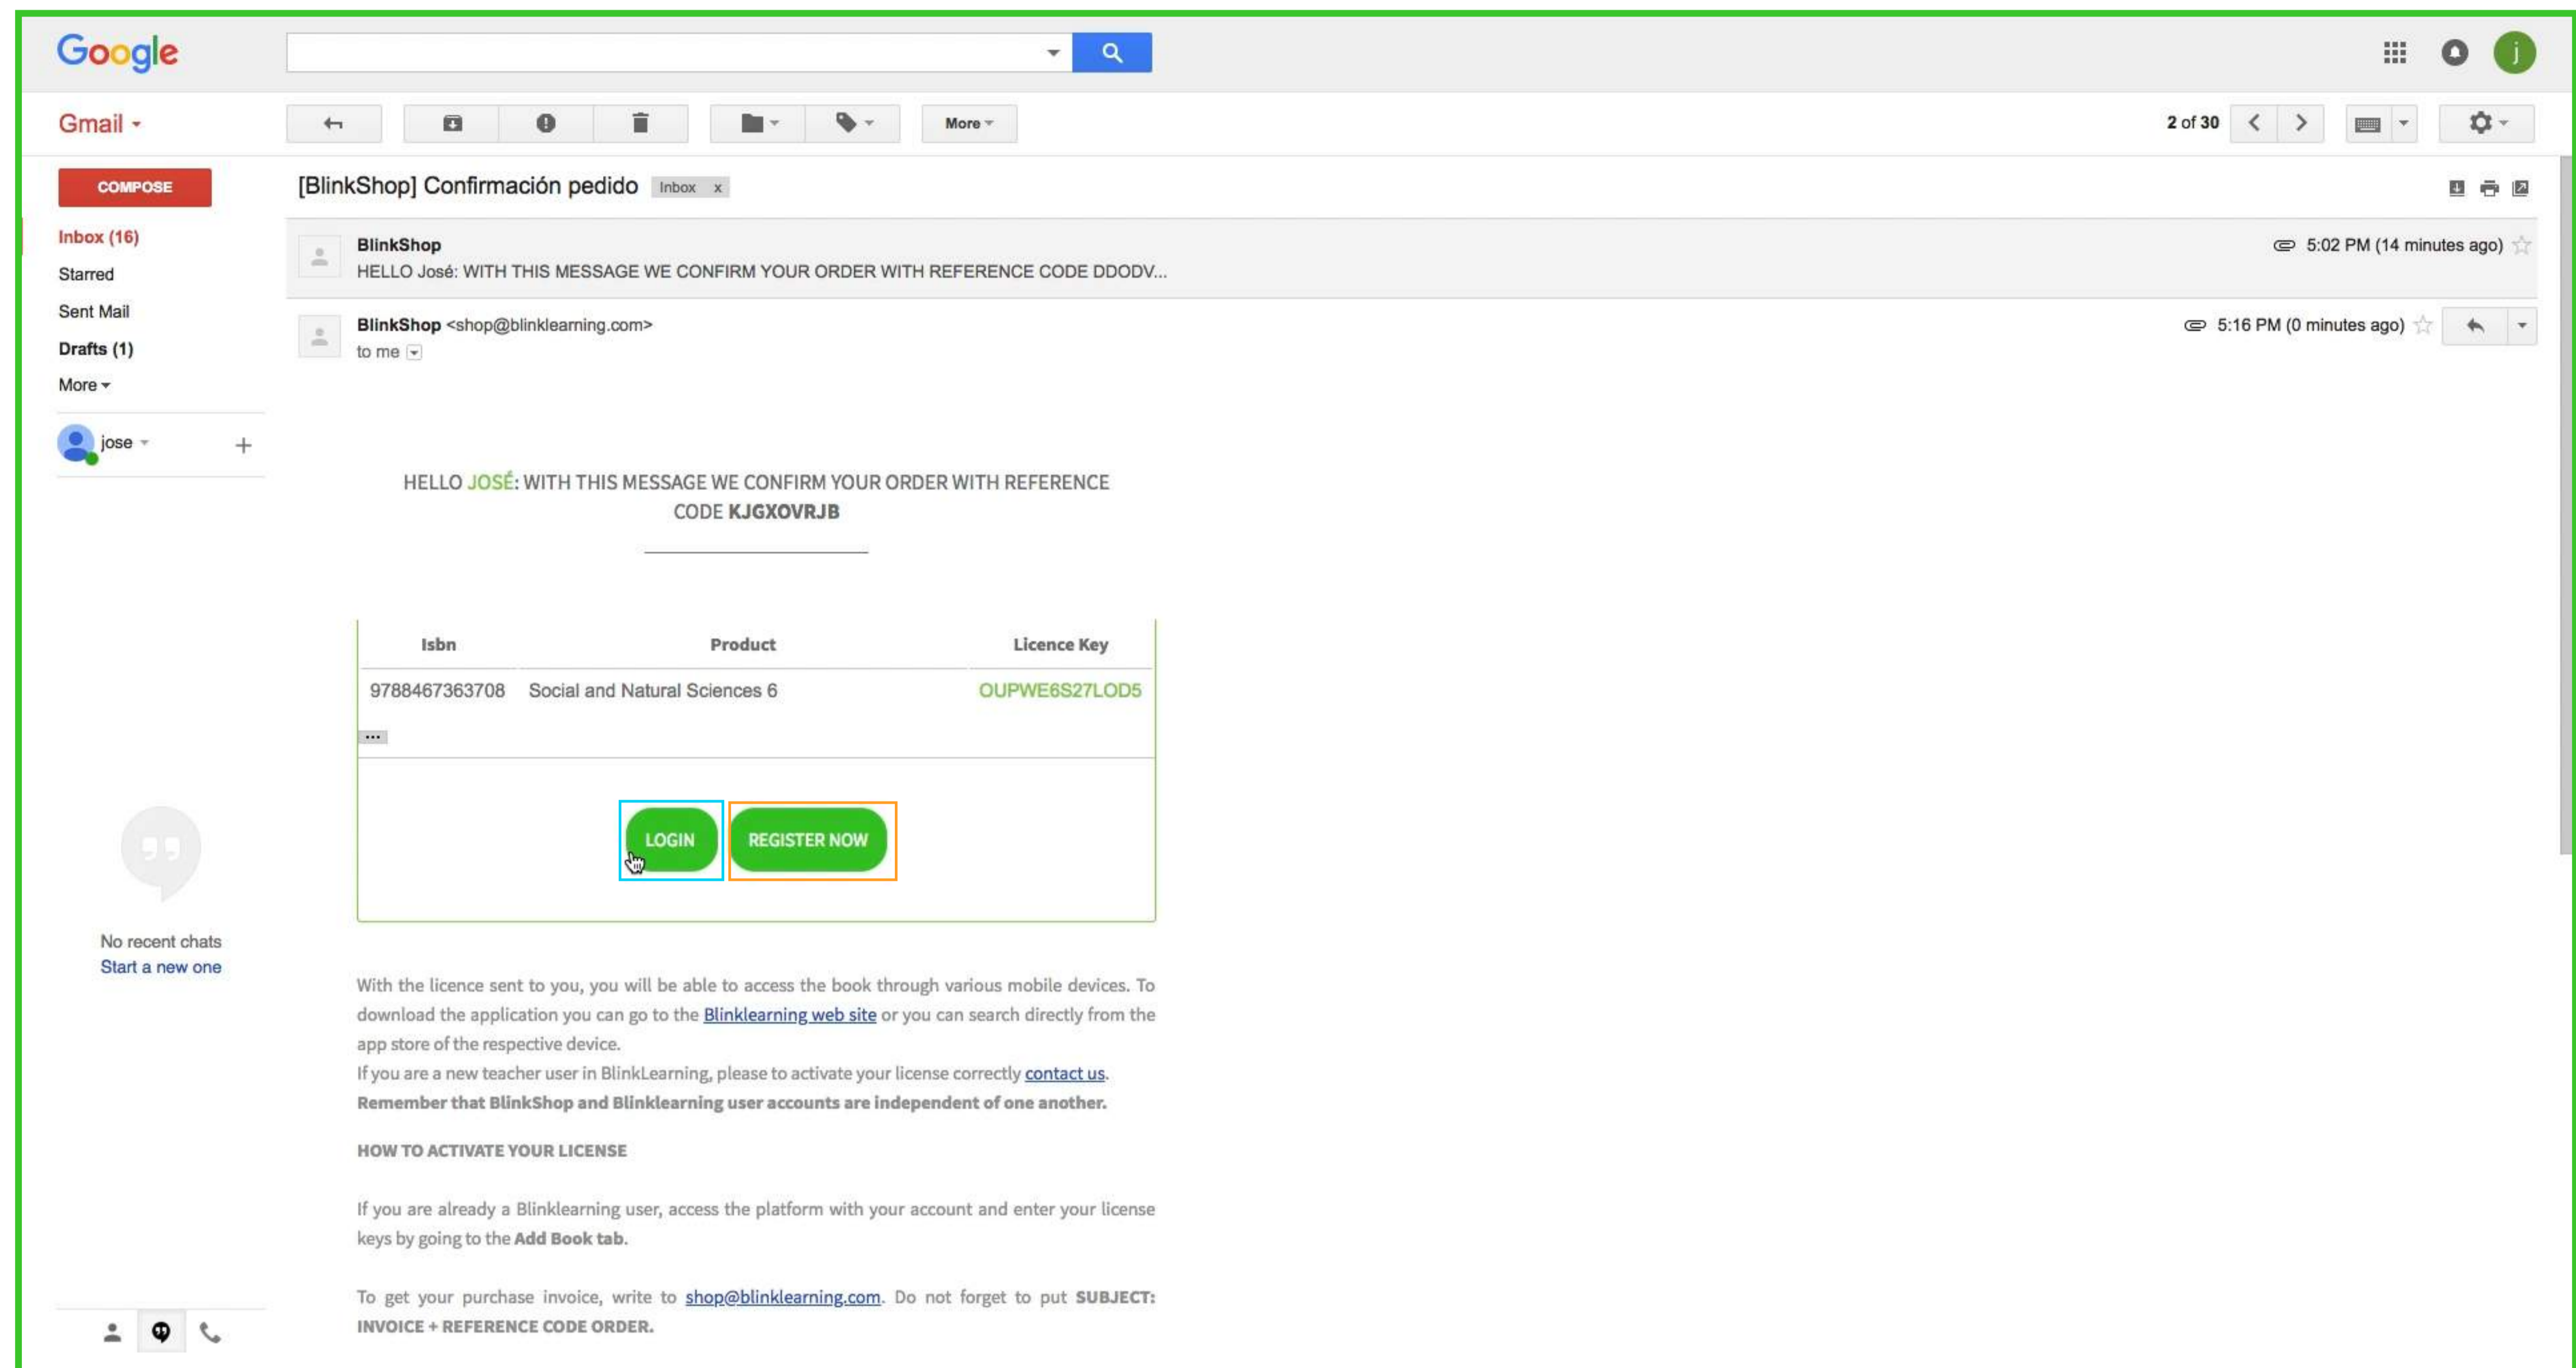 Google
j
Gmail
More
2 of 30
COMPOSE
[BlinkShop] Confirmación pedido Inbox x
Inbox (16)
Starred
Sent Mail
Drafts (1)
More
jose
BlinkShop
5:02 PM (14 minutes ago)
HELLO José: WITH THIS MESSAGE WE CONFIRM YOUR ORDER WITH REFERENCE CODE DDODV...
BlinkShop <shop@blinklearning.com>
5:16 PM (0 minutes ago)
to me
HELLO JOSÉ: WITH THIS MESSAGE WE CONFIRM YOUR ORDER WITH REFERENCE
CODE KJGXOVRJB
Isbn Product Licence Key
9788467363708 Social and Natural Sciences 6 OUPWE6S27LOD5
...
LOGIN
REGISTER NOW
No recent chats
Start a new one
With the licence sent to you, you will be able to access the book through various mobile devices. To
download the application you can go to the Blinklearning web site or you can search directly from the
app store of the respective device.
If you are a new teacher user in BlinkLearning, please to activate your license correctly contact us.
Remember that BlinkShop and Blinklearning user accounts are independent of one another.
HOW TO ACTIVATE YOUR LICENSE
If you are already a Blinklearning user, access the platform with your account and enter your license
keys by going to the Add Book tab.
To get your purchase invoice, write to shop@blinklearning.com. Do not forget to put SUBJECT:
INVOICE + REFERENCE CODE ORDER.